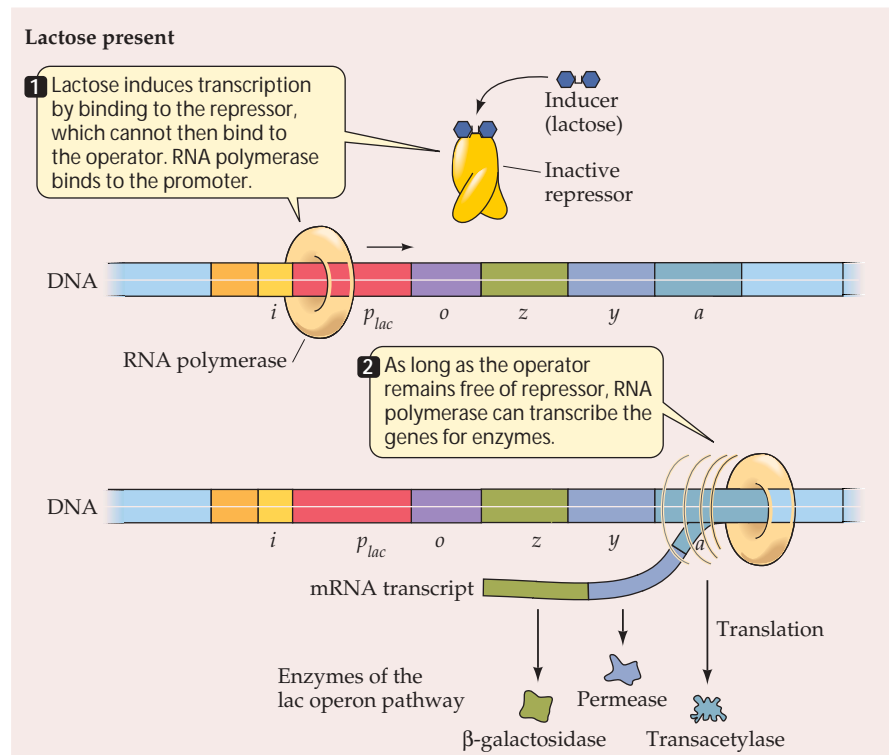 Lactose present
1 Lactose induces transcription
by binding to the repressor,
which cannot then bind to
the operator. RNA polymerase
binds to the promoter.
Inducer
(lactose)
Inactive
repressor
DNA
i p_lac o z y a
RNA polymerase
2 As long as the operator
remains free of repressor, RNA
polymerase can transcribe the
genes for enzymes.
DNA
i p_lac o z y a
mRNA transcript
Translation
Enzymes of the
lac operon pathway
β-galactosidase
Permease
Transacetylase